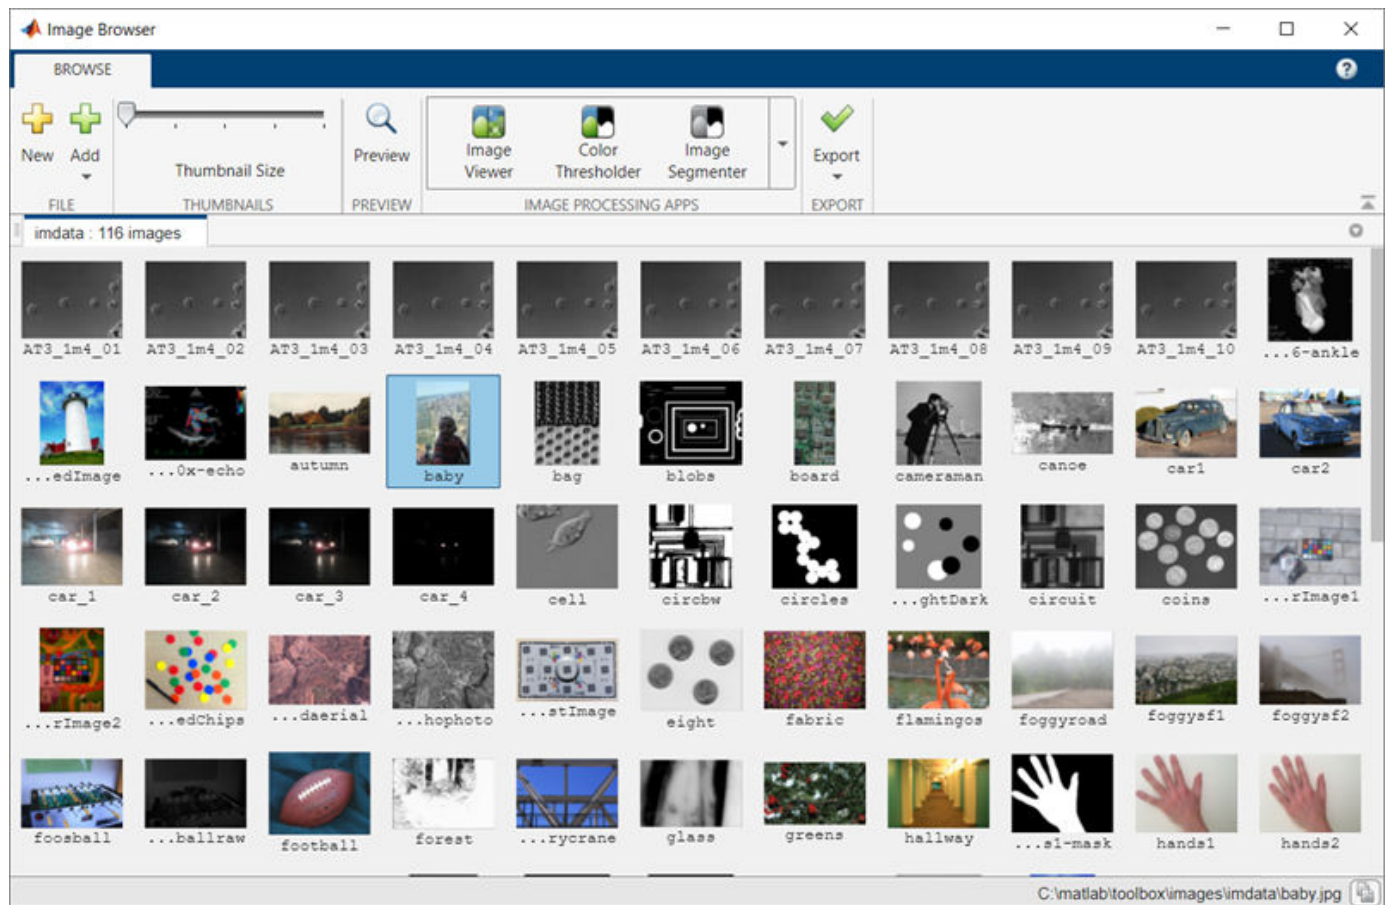 Image Browser
BROWSE
New
Add
Thumbnail Size
Preview
Image Viewer
Color Thresholder
Image Segmenter
Export
FILE
THUMBNAILS
PREVIEW
IMAGE PROCESSING APPS
EXPORT
imdata : 116 images
AT3_1m4_01 AT3_1m4_02 AT3_1m4_03 AT3_1m4_04 AT3_1m4_05 AT3_1m4_06 AT3_1m4_07 AT3_1m4_08 AT3_1m4_09 AT3_1m4_10 ...6-ankle
...edImage ...0x-echo autumn baby bag blobs board cameraman canoe car1 car2
car_1 car_2 car_3 car_4 cell circbw circles ...ghtDark circuit coins ...rImage1
...rImage2 ...edChips ...daerial ...hophoto ...stImage eight fabric flamingos foggyroad foggysf1 foggysf2
foosball ...ballraw football forest ...rycrane glass greens hallway ...s1-mask hands1 hands2
C:\matlab\toolbox\images\imdata\baby.jpg